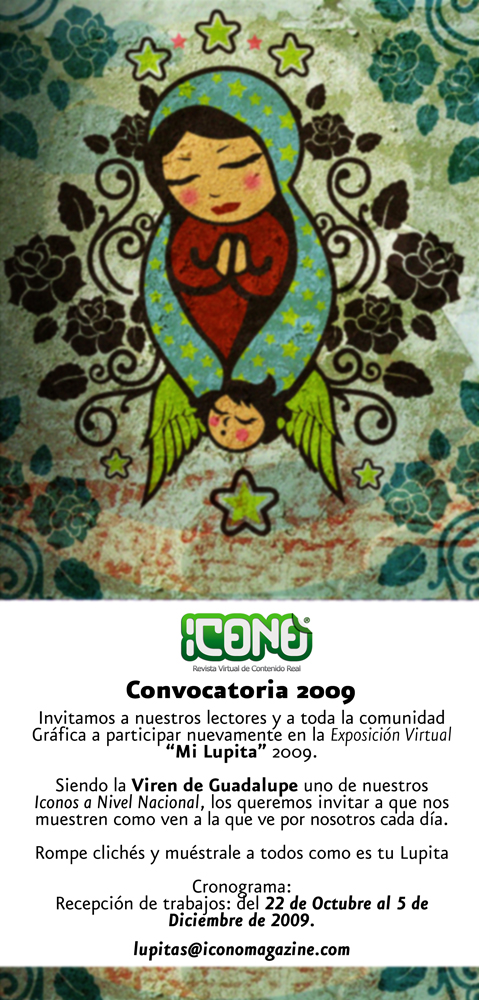 iCONO®
Revista Virtual de Contenido Real
Convocatoria 2009
Invitamos a nuestros lectores y a toda la comunidad
Gráfica a participar nuevamente en la Exposición Virtual
“Mi Lupita” 2009.
Siendo la Viren de Guadalupe uno de nuestros
Iconos a Nivel Nacional, los queremos invitar a que nos
muestren como ven a la que ve por nosotros cada día.
Rompe clichés y muéstrale a todos como es tu Lupita
Cronograma:
Recepción de trabajos: del 22 de Octubre al 5 de
Diciembre de 2009.
lupitas@iconomagazine.com